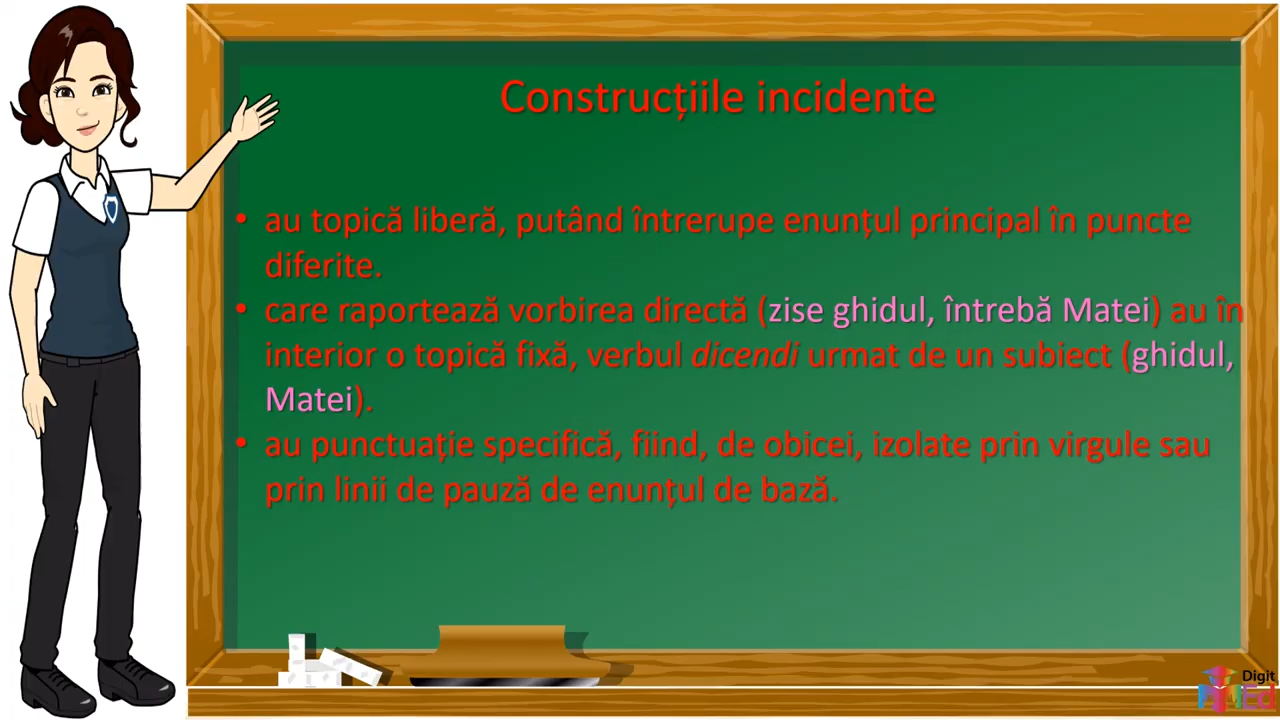 Construcțiile incidente
• au topică liberă, putând întrerupe enunțul principal în puncte
diferite.
• care raportează vorbirea directă (zise ghidul, întrebă Matei) au în
interior o topică fixă, verbul dicendi urmat de un subiect (ghidul,
Matei).
• au punctuație specifică, fiind, de obicei, izolate prin virgule sau
prin linii de pauză de enunțul de bază.
Digit